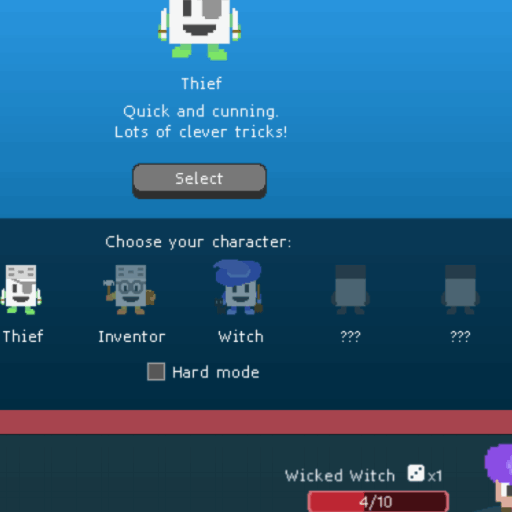 Thief
Quick and cunning.
Lots of clever tricks!
Select
Choose your character:
Thief Inventor Witch ??? ???
Hard mode
Wicked Witch x1
4/10